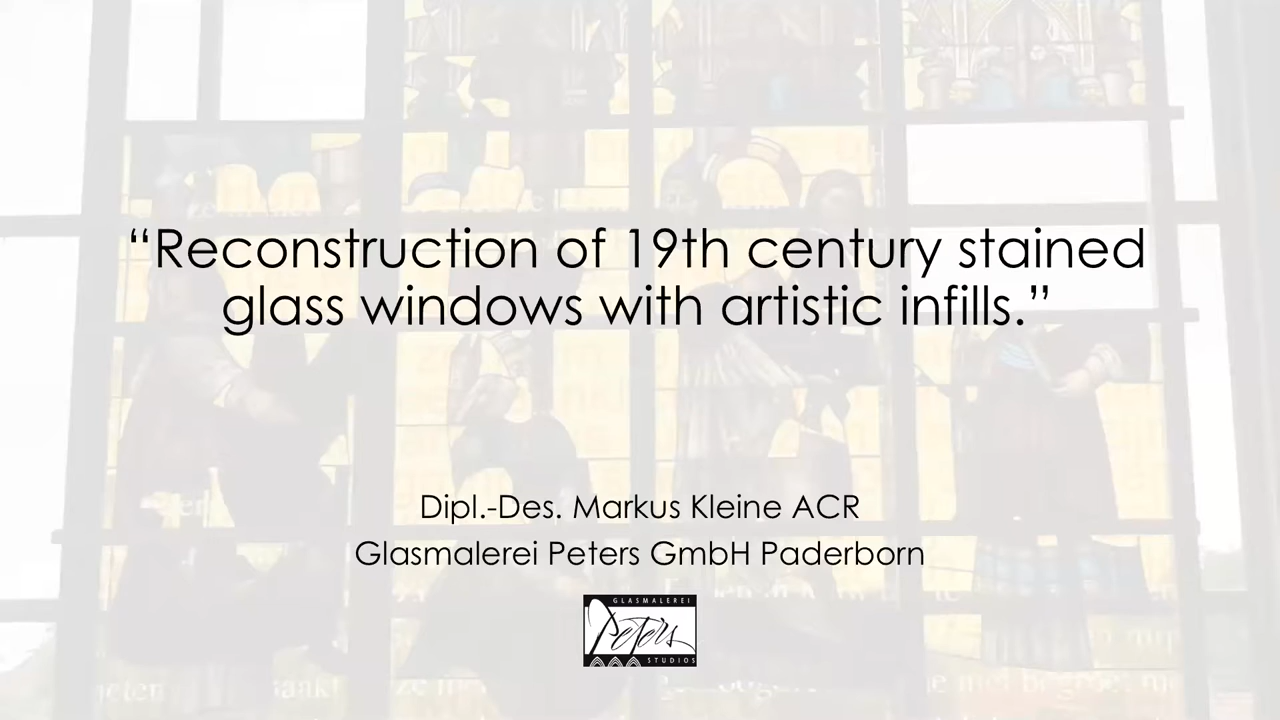 “Reconstruction of 19th century stained
glass windows with artistic infills.”
Dipl.-Des. Markus Kleine ACR
Glasmalerei Peters GmbH Paderborn
GLASMALEREI
Peters
STUDIOS